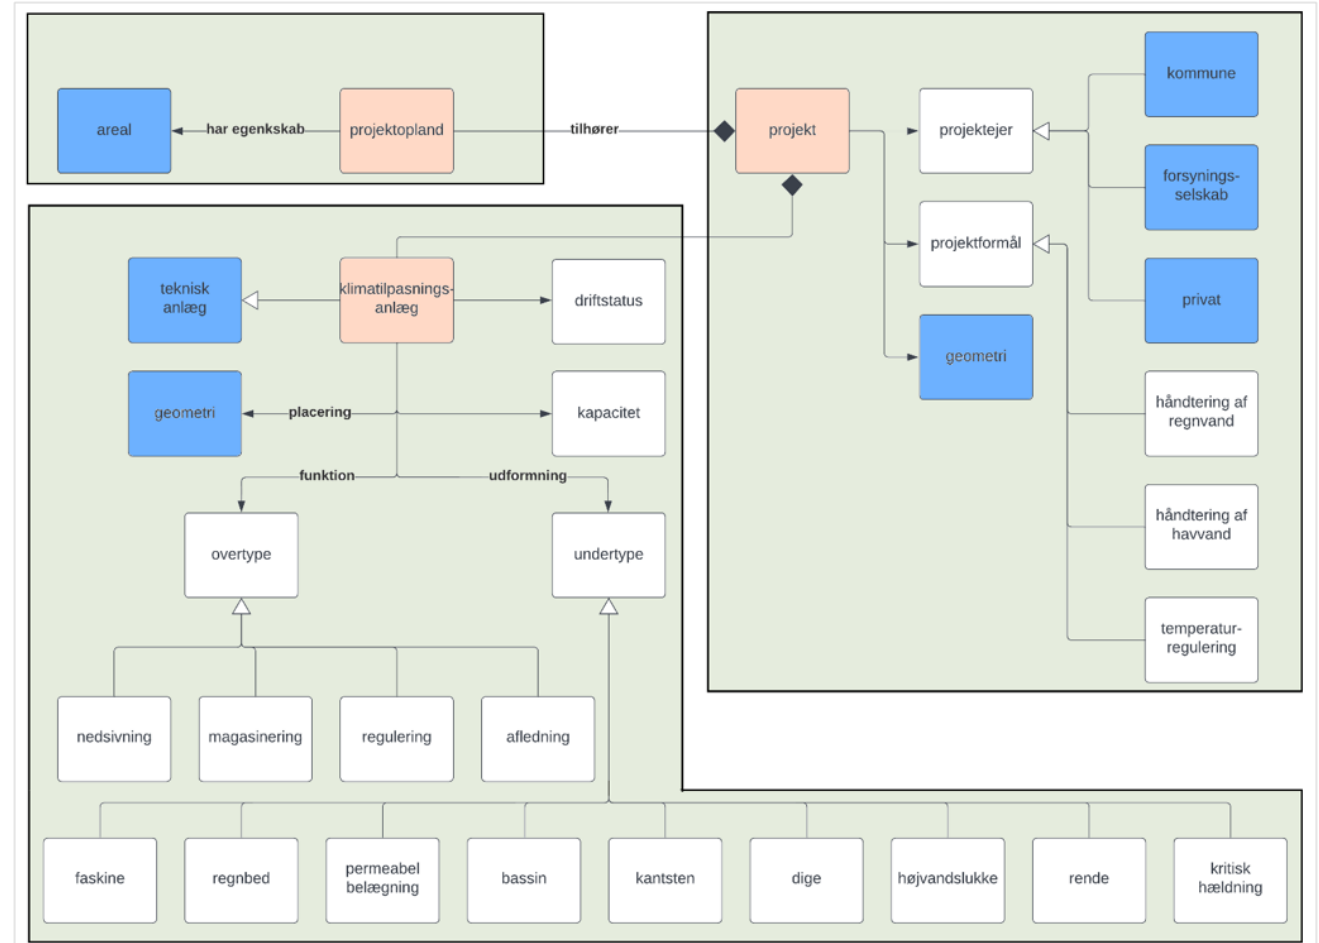 areal
har egenkskab
projektopland
tilhører
projekt
projektejer
kommune
forsynings-
selskab
projektformål
privat
geometri
håndtering af
regnvand
håndtering af
havvand
temperatur-
regulering
teknisk
anlæg
klimatilpasnings-
anlæg
driftstatus
geometri
placering
kapacitet
funktion
udformning
overtype
undertype
nedsivning
magasinering
regulering
afledning
faskine
regnbed
permeabel
belægning
bassin
kantsten
dige
højvandslukke
rende
kritisk
hældning